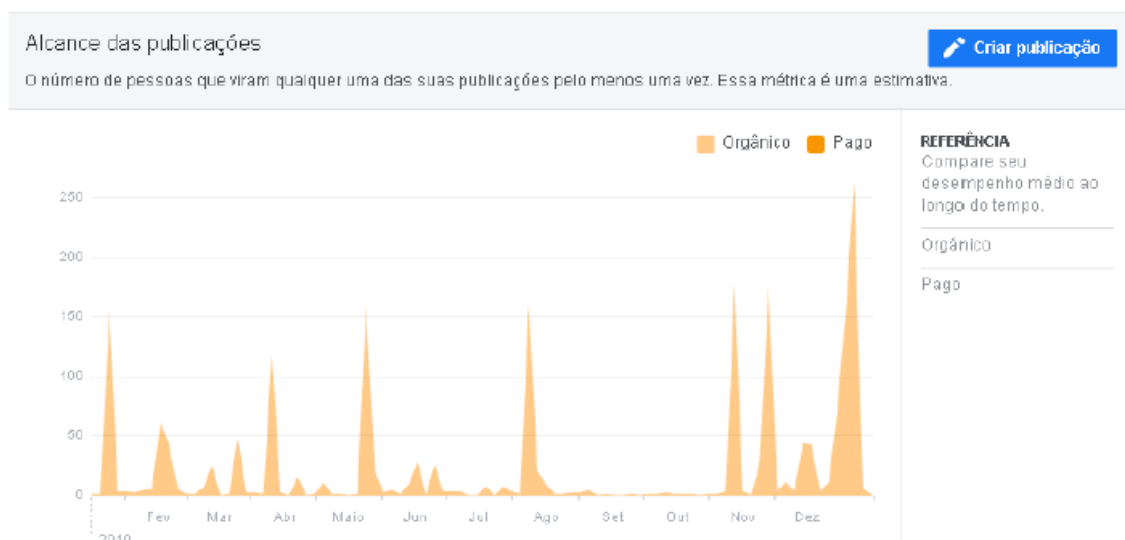 Alcance das publicações
Criar publicação
O número de pessoas que viram qualquer uma das suas publicações pelo menos uma vez. Essa métrica é uma estimativa.
Orgânico Pago
REFERÊNCIA
Compare seu
desempenho médio ao
longo do tempo.
Orgânico
Pago
250
200
150
100
50
0
Fev Mar Abr Maio Jun Jul Ago Set Out Nov Dez